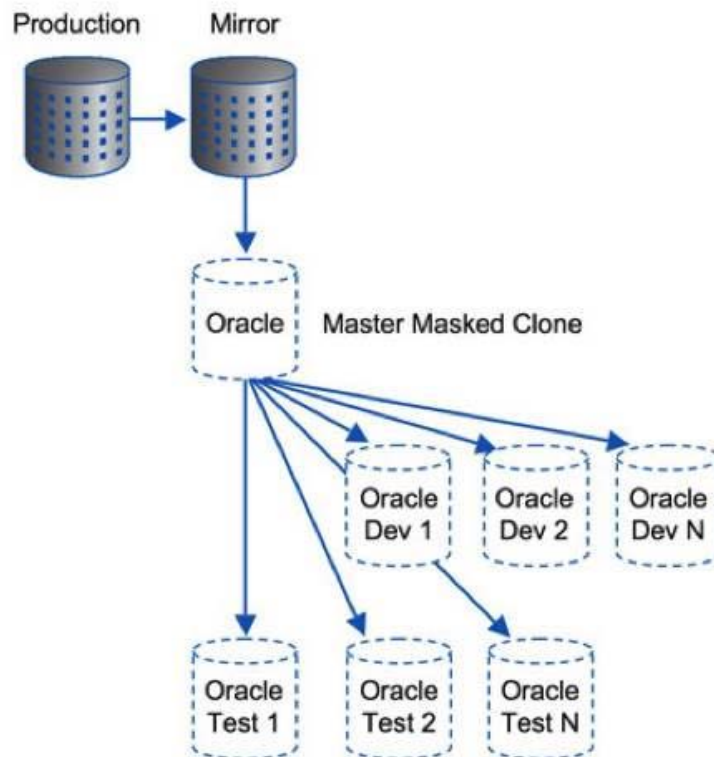 Production
Mirror
Oracle
Master Masked Clone
Oracle
Dev 1
Oracle
Dev 2
Oracle
Dev N
Oracle
Test 1
Oracle
Test 2
Oracle
Test N